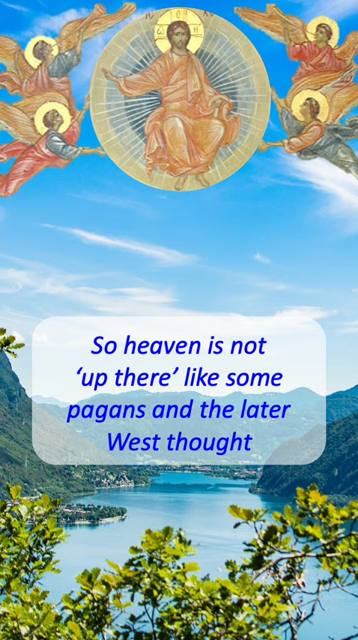 So heaven is not
‘up there’ like some
pagans and the later
West thought